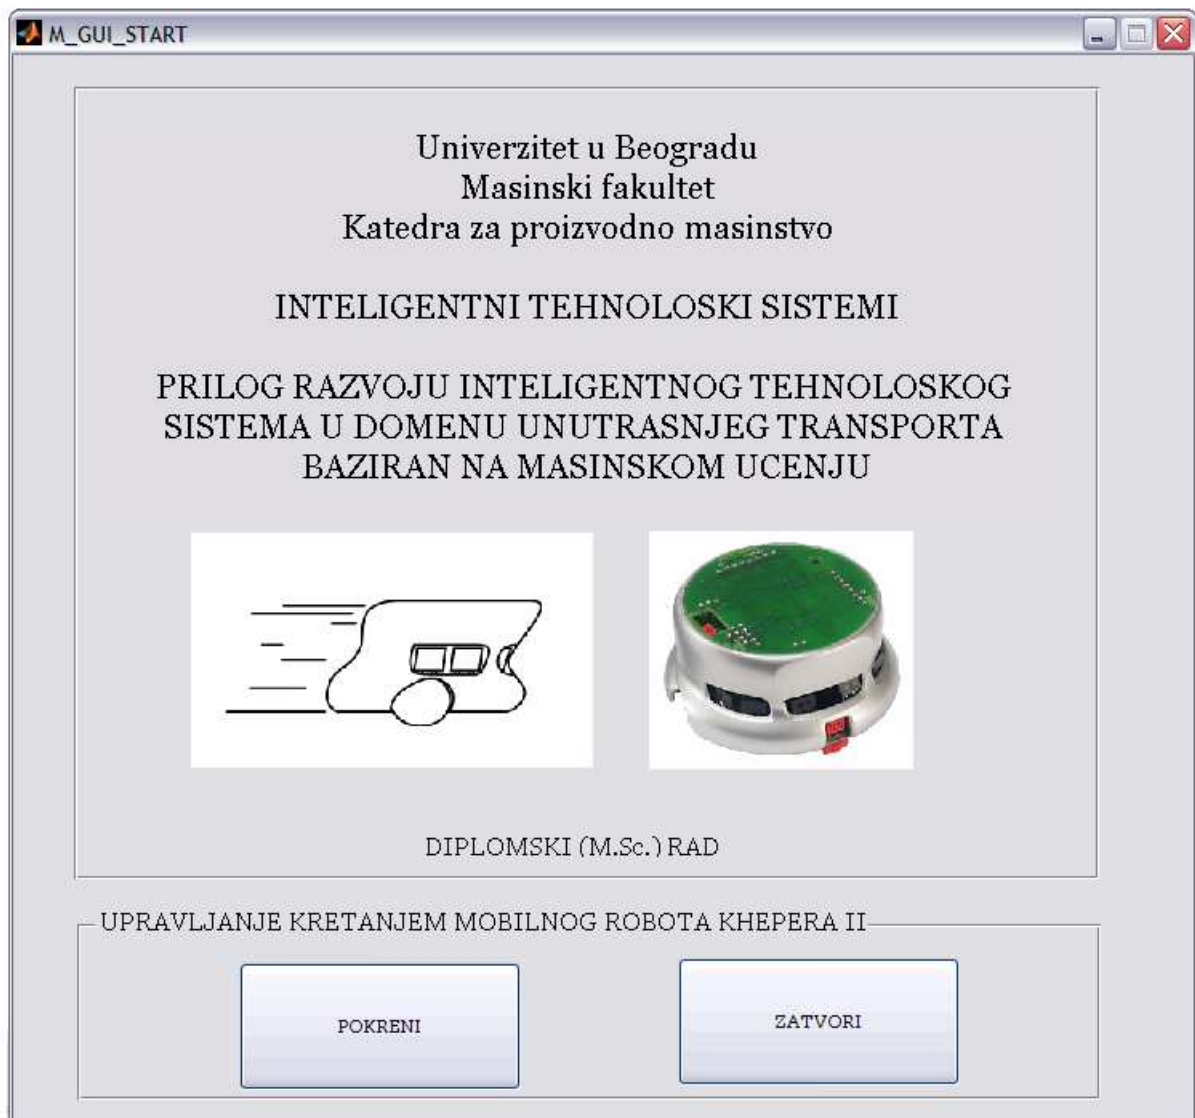 M_GUI_START
Univerzitet u Beogradu
Masinski fakultet
Katedra za proizvodno masinstvo
INTELIGENTNI TEHNOLOSKI SISTEMI
PRILOG RAZVOJU INTELIGENTNOG TEHNOLOSKOG
SISTEMA U DOMENU UNUTRASNJEG TRANSPORTA
BAZIRAN NA MASINSKOM UCENJU
DIPLOMSKI (M.Sc.) RAD
UPRAVLJANJE KRETANJEM MOBILNOG ROBOTA KHEPERA II
POKRENI
ZATVORI